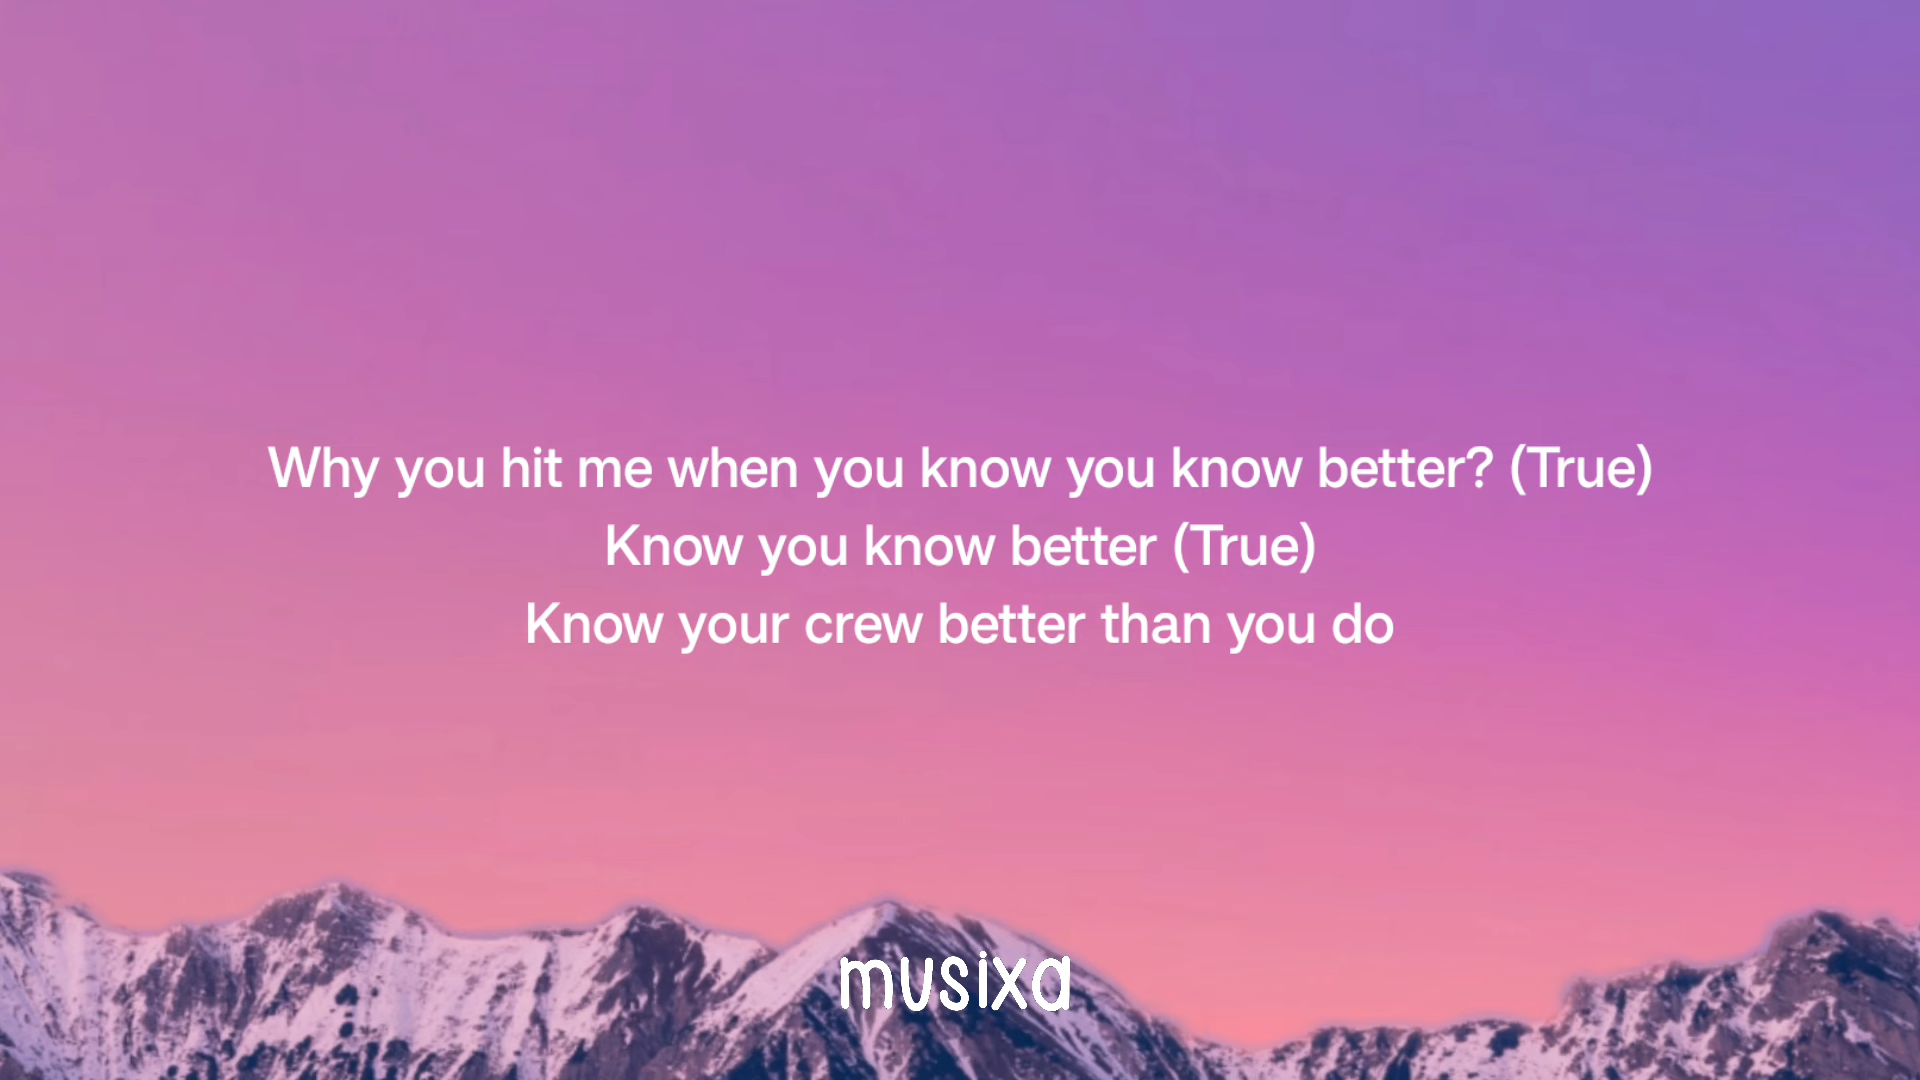 Why you hit me when you know you know better? (True)
Know you know better (True)
Know your crew better than you do
musixa